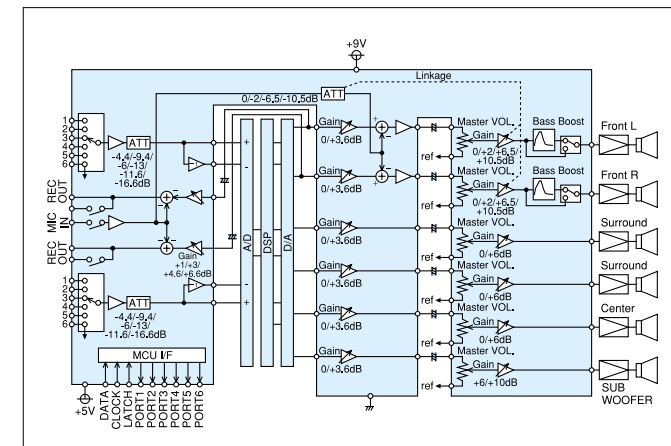 +9V
Linkage
ATT
0/-2/-6.5/-10.5dB
1
2
3
4
5
6
ATT
-4.4/-9.4/
-6/-13/
-11.6/
-16.6dB
Gain
0/+3.6dB
Master VOL.
Gain
ref
0/+2/+6.5/
+10.5dB
Bass Boost
Front L
REC
OUT
MIC
IN
REC
OUT
Gain
+1/+3/
+4.6/+6.6dB
A/D
DSP
D/A
+
-
-
+
Gain
0/+3.6dB
Master VOL.
Gain
ref
0/+2/+6.5/
+10.5dB
Bass Boost
Front R
Gain
0/+3.6dB
Master VOL.
Gain
ref
0/+6dB
Surround
1
2
3
4
5
6
ATT
-4.4/-9.4/
-6/-13/
-11.6/-16.6dB
Gain
0/+3.6dB
Master VOL.
Gain
ref
0/+6dB
Surround
Gain
0/+3.6dB
Master VOL.
Gain
ref
0/+6dB
Center
Gain
0/+3.6dB
Master VOL.
Gain
ref
+6/+10dB
SUB
WOOFER
MCU I/F
+5V
DATA
CLOCK
LATCH
PORT1
PORT2
PORT3
PORT4
PORT5
PORT6